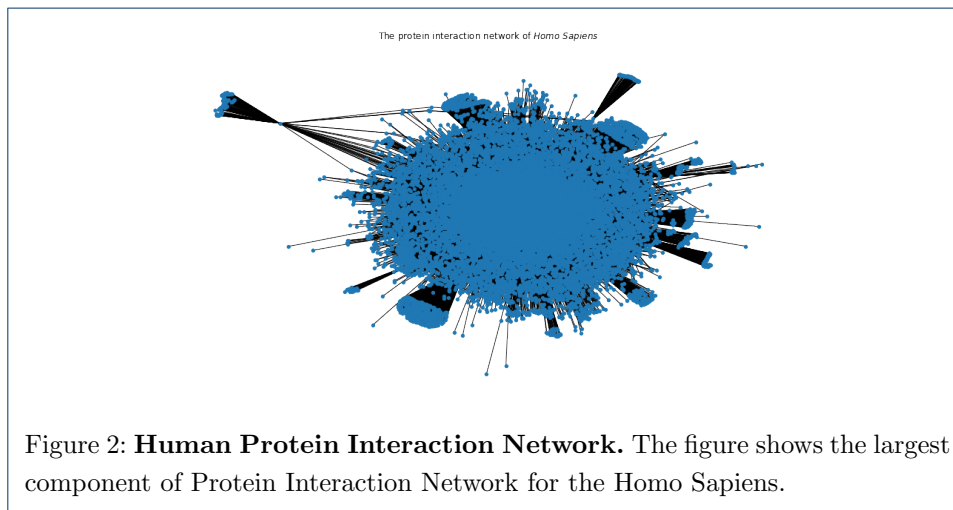 The protein interaction network of Homo Sapiens
Figure 2: Human Protein Interaction Network. The figure shows the largest
component of Protein Interaction Network for the Homo Sapiens.